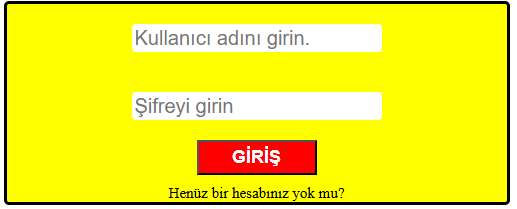 Kullanıcı adını girin.
Şifreyi girin
GİRİŞ
Henüz bir hesabınız yok mu?